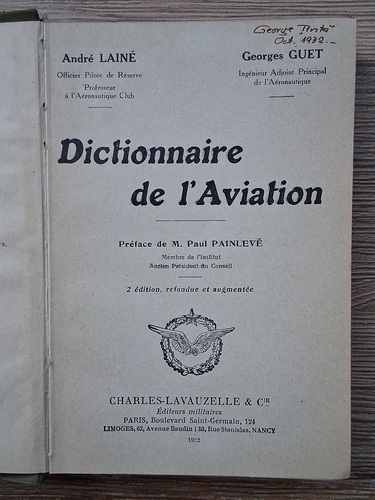 George
Oct. 1932.-
André LAINÉ
Officier Pilote de Réserve
Professeur
à l'Aéronautique Club
Georges GUET
Ingénieur Adjoint Principal
de l'Aéronautique
Dictionnaire
de l'Aviation
Préface de M. Paul PAINLEVÉ
Membre de l'Institut
Ancien Président du Conseil
2 édition, refondue et augmentée
CHARLES-LAVAUZELLE & CIE
Éditeurs militaires
PARIS, Boulevard Saint-Germain, 124
LIMOGES, 62, Avenue Baudin | 53, Rue Stanislas, NANCY
1932
s.